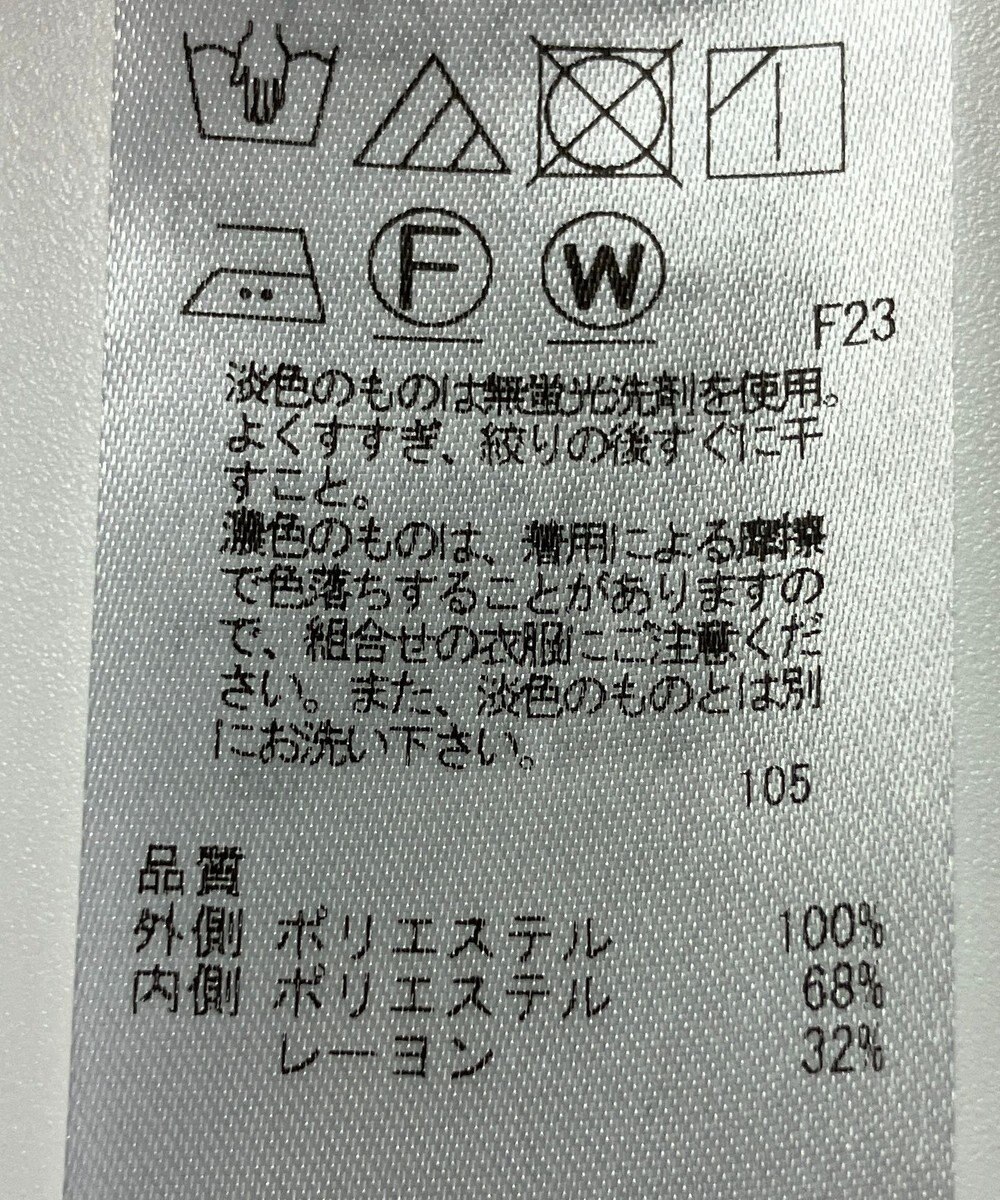 F W
F23
淡色のものは無蛍光洗剤を使用。
よくすすぎ、絞りの後すぐに干
すこと。
濃色のものは、着用による摩擦
で色落ちすることがありますの
で、組合せの衣服にご注意くだ
さい。また、淡色のものとは別
にお洗い下さい。
105
品質
外側 ポリエステル 100%
内側 ポリエステル 68%
レーヨン 32%